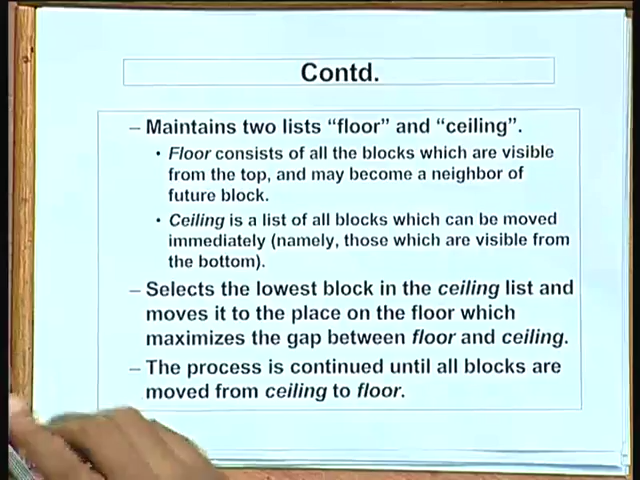 Contd.
– Maintains two lists “floor” and “ceiling”.
• Floor consists of all the blocks which are visible
from the top, and may become a neighbor of
future block.
• Ceiling is a list of all blocks which can be moved
immediately (namely, those which are visible from
the bottom).
– Selects the lowest block in the ceiling list and
moves it to the place on the floor which
maximizes the gap between floor and ceiling.
– The process is continued until all blocks are
moved from ceiling to floor.